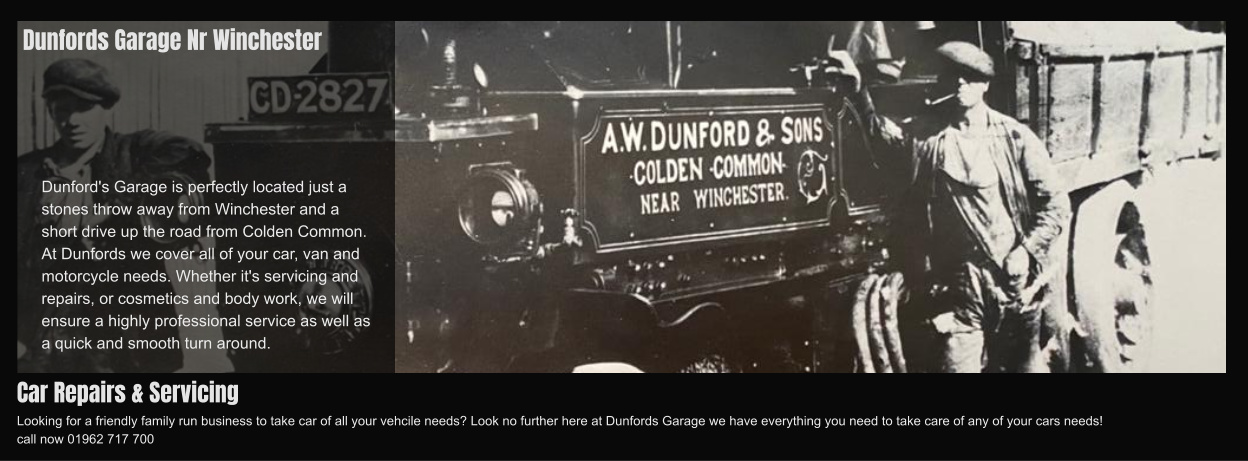 Dunfords Garage Nr Winchester
CD·2827
Dunford's Garage is perfectly located just a
stones throw away from Winchester and a
short drive up the road from Colden Common.
At Dunfords we cover all of your car, van and
motorcycle needs. Whether it's servicing and
repairs, or cosmetics and body work, we will
ensure a highly professional service as well as
a quick and smooth turn around.
A.W. DUNFORD & SONS
·COLDEN·COMMON·
NEAR WINCHESTER.
Car Repairs & Servicing
Looking for a friendly family run business to take car of all your vehcile needs? Look no further here at Dunfords Garage we have everything you need to take care of any of your cars needs!
call now 01962 717 700